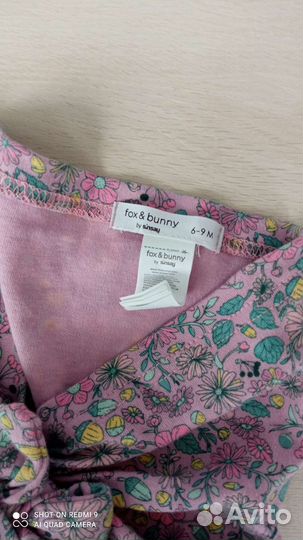 fox & bunny
by sinsay
6-9 M
fox & bunny
by sinsay
SHOT ON REDMI 9
AI QUAD CAMERA
Avito